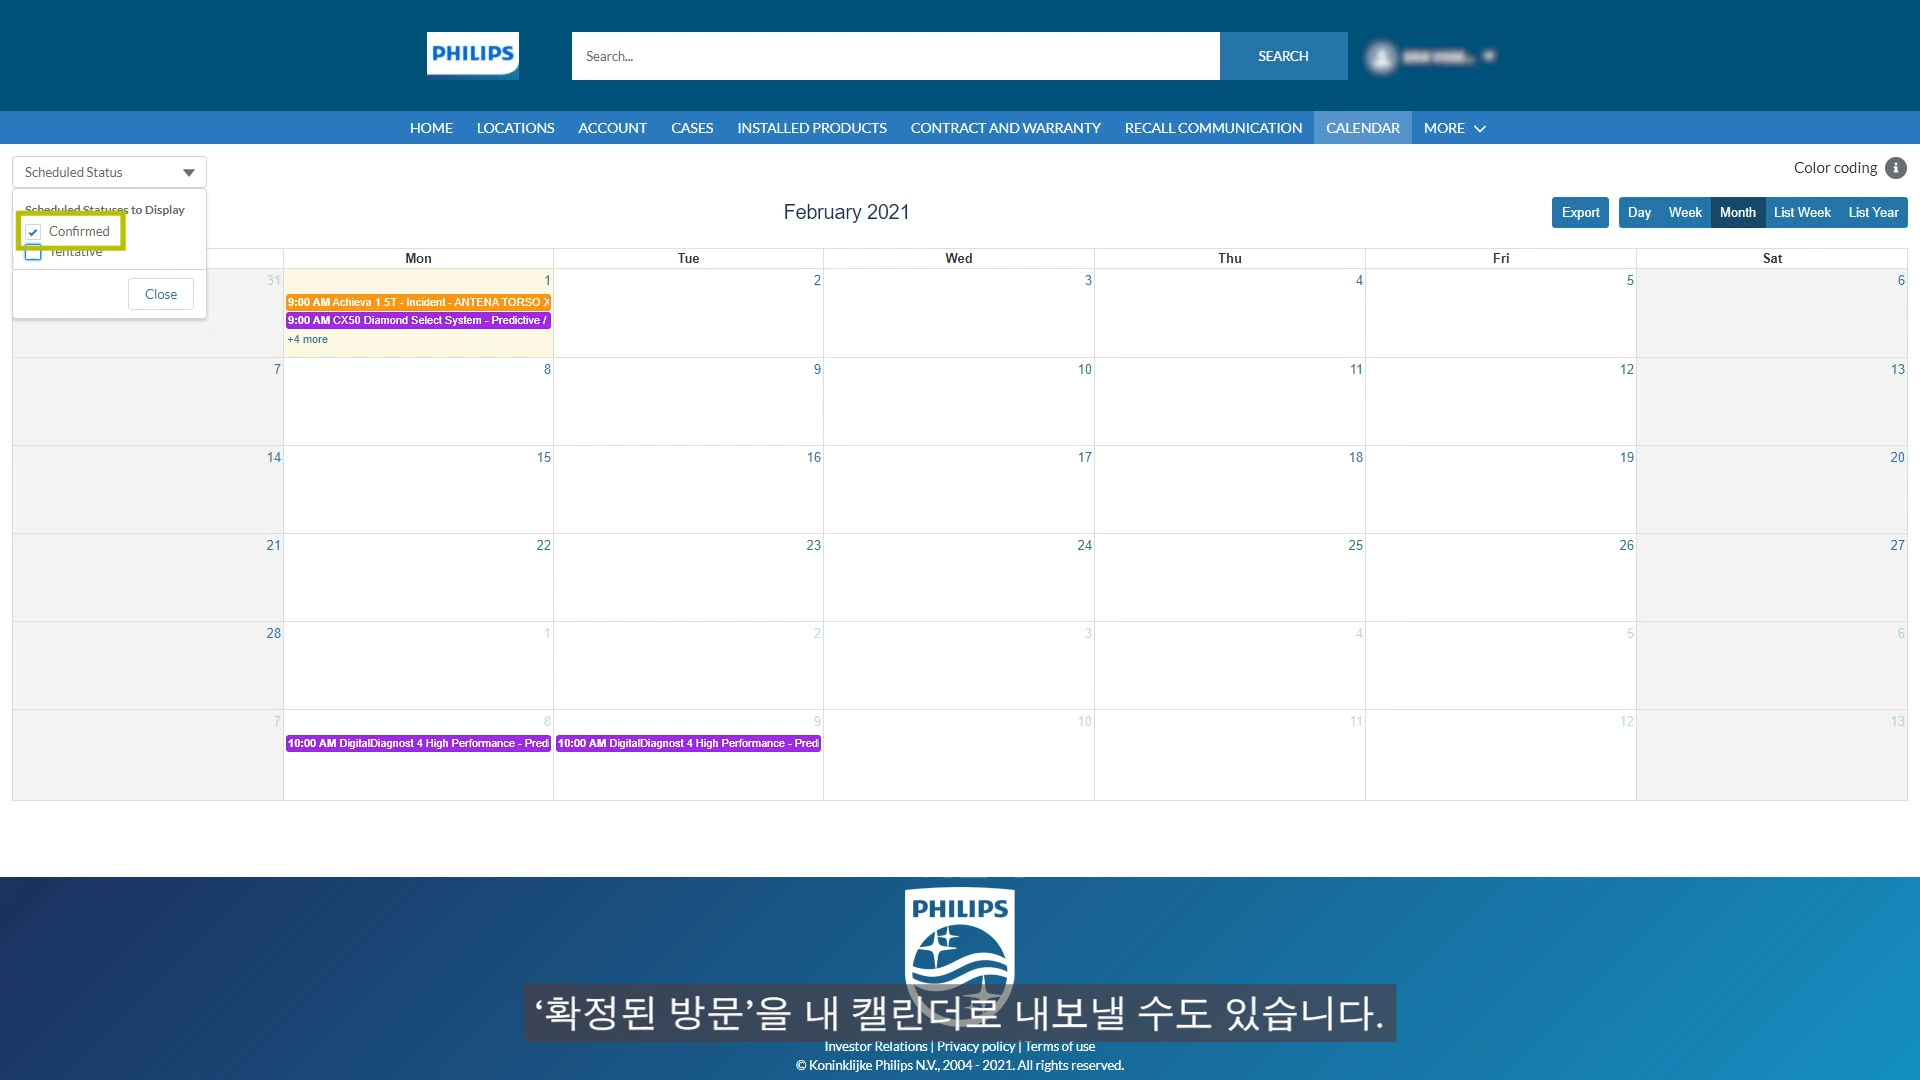 PHILIPS
Search...
SEARCH
HOME LOCATIONS ACCOUNT CASES INSTALLED PRODUCTS CONTRACT AND WARRANTY RECALL COMMUNICATION CALENDAR MORE
Scheduled Status
Color coding
Scheduled Statuses to Display
Confirmed
Tentative
Close
February 2021
Export Day Week Month List Week List Year
Mon Tue Wed Thu Fri Sat
31 1 2 3 4 5 6
9:00 AM Achieva 1.5T - Incident - ANTENA TORSO X
9:00 AM CX50 Diamond Select System - Predictive /
+4 more
7 8 9 10 11 12 13
14 15 16 17 18 19 20
21 22 23 24 25 26 27
28 1 2 3 4 5 6
7 8 9 10 11 12 13
10:00 AM DigitalDiagnost 4 High Performance - Predi
10:00 AM DigitalDiagnost 4 High Performance - Predi
PHILIPS
‘확정된 방문’을 내 캘린더로 내보낼 수도 있습니다.
Investor Relations | Privacy policy | Terms of use
© Koninklijke Philips N.V., 2004 - 2021. All rights reserved.